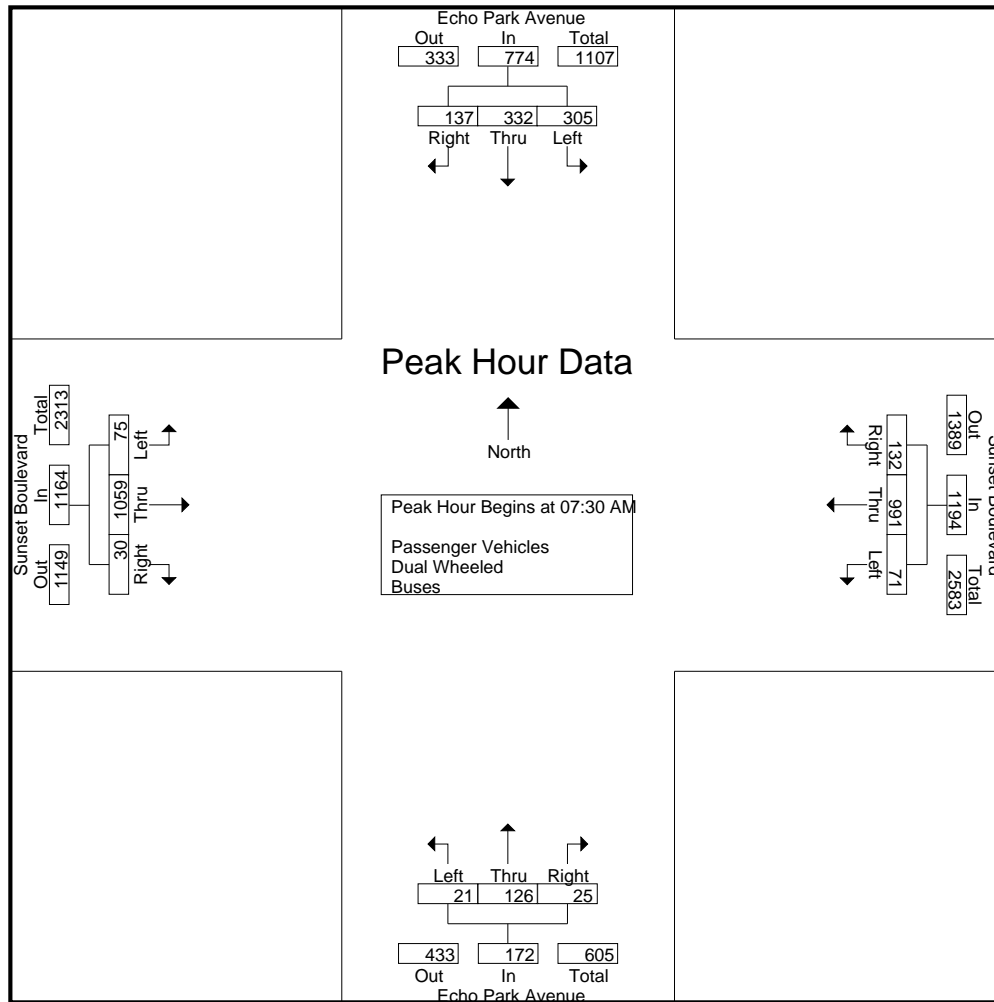 Echo Park Avenue
Out In Total
333 774 1107
137 332 305
Right Thru Left
Peak Hour Data
North
Peak Hour Begins at 07:30 AM
Passenger Vehicles
Dual Wheeled
Buses
Sunset Boulevard
Total In Out
2313 1164 1149
75 1059 30
Left Thru Right
Sunset Boulevard
Out In Total
1389 1194 2583
132 991 71
Right Thru Left
Left Thru Right
21 126 25
433 172 605
Out In Total
Echo Park Avenue